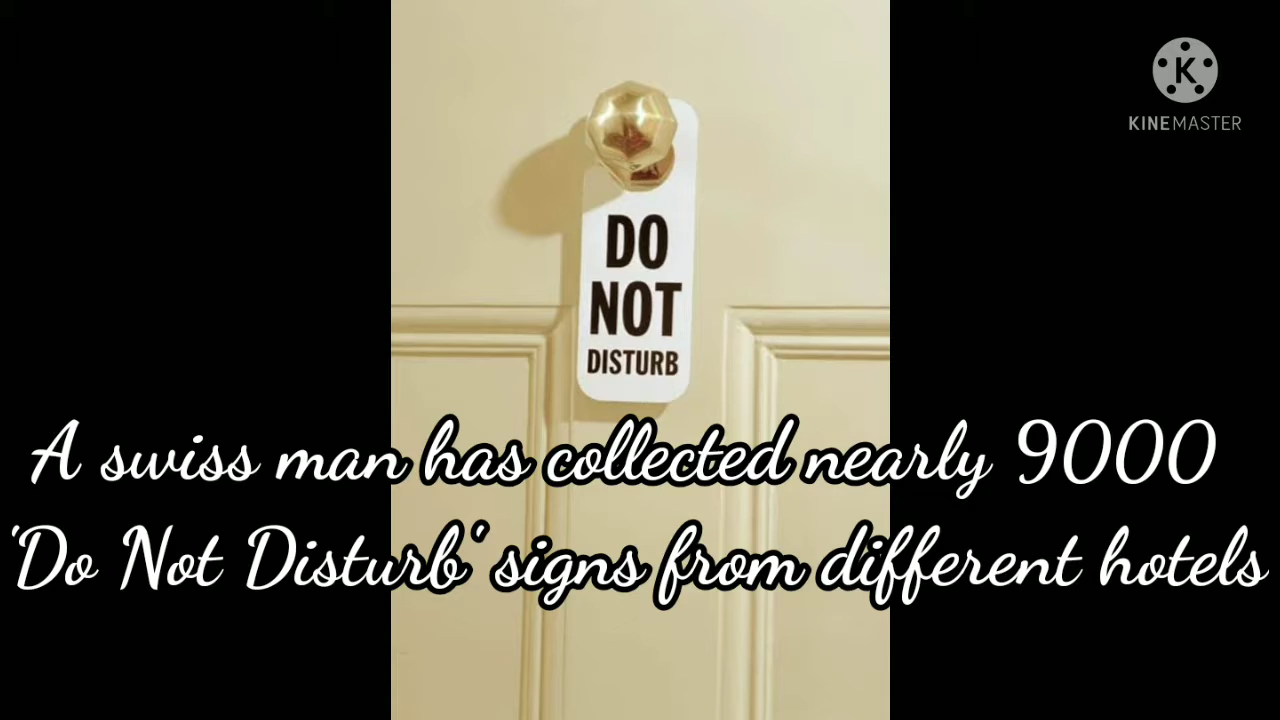 K
KINEMASTER
DO
NOT
DISTURB
A swiss man has collected nearly 9000
'Do Not Disturb' signs from different hotels